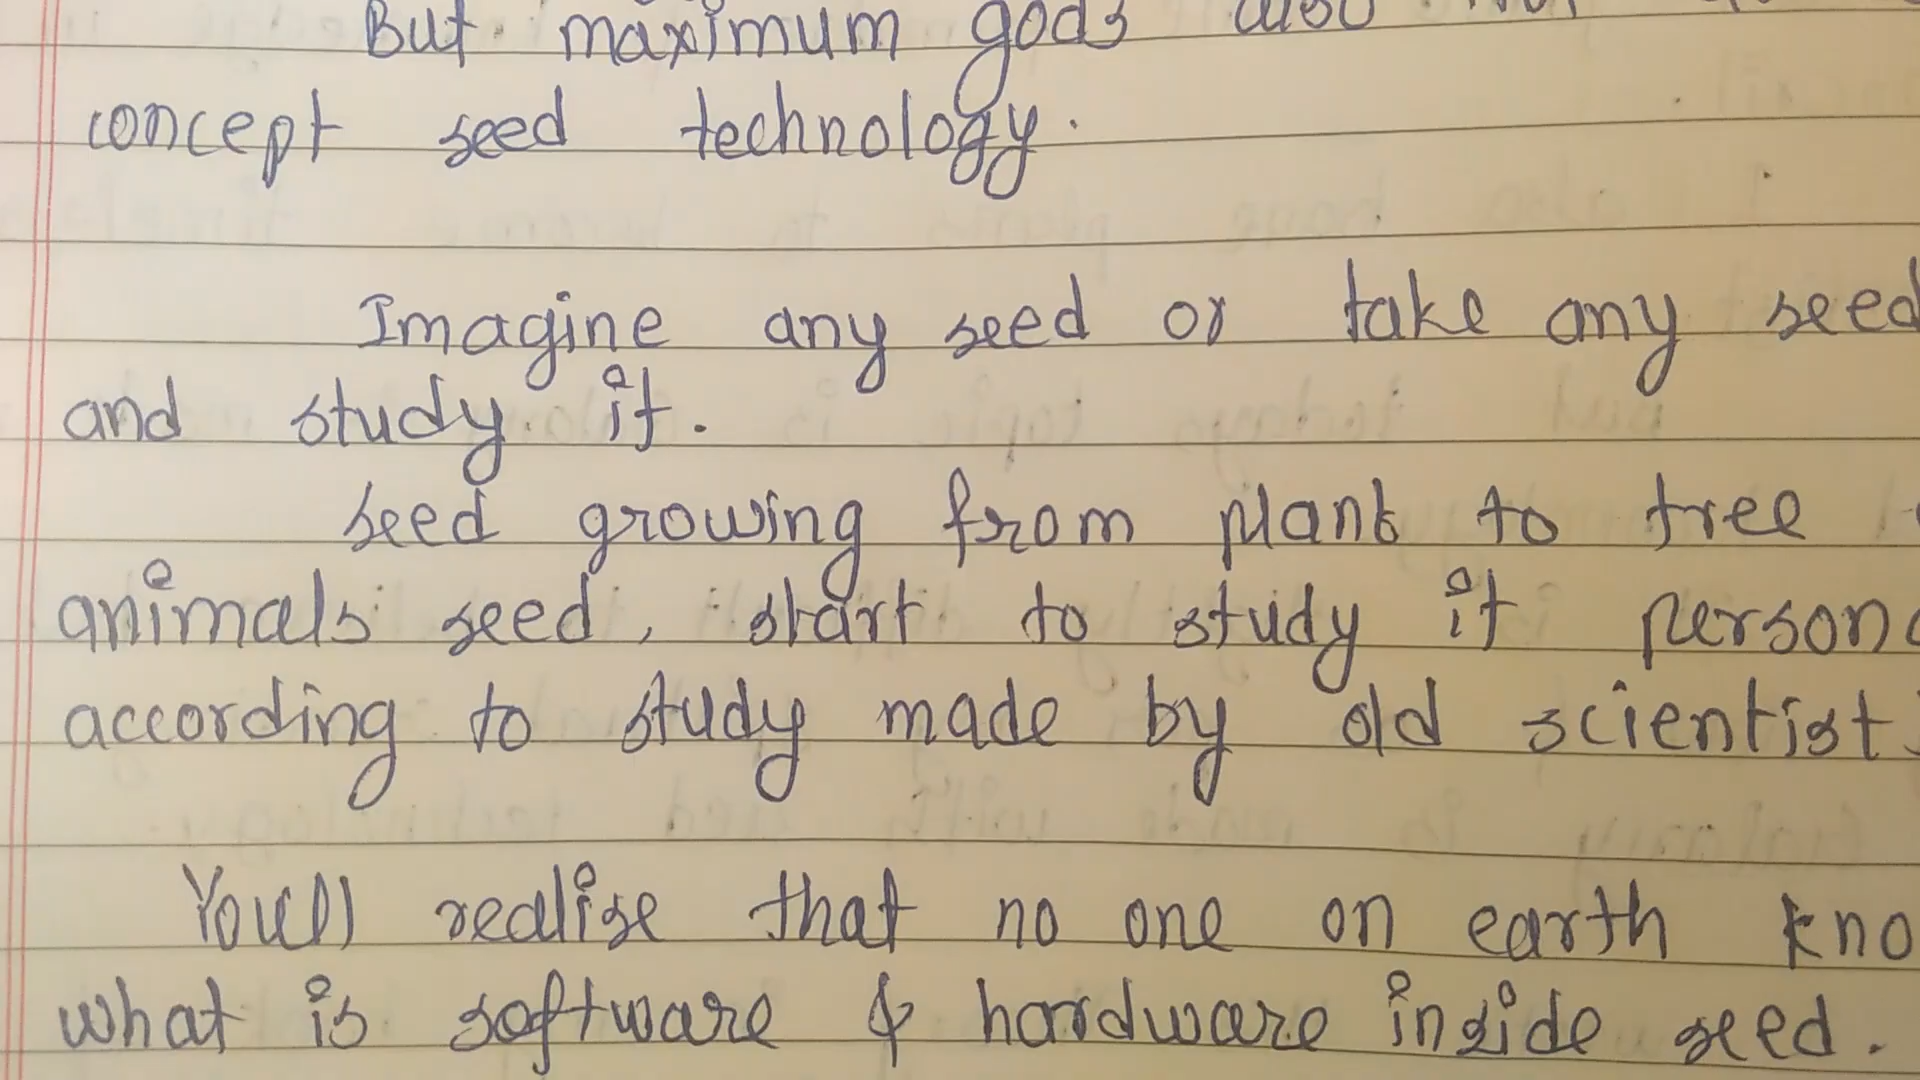 But maximum gods also not
concept seed technology.
Imagine any seed or take any seed
and study it.
seed growing from plant to tree
animals seed, start to study it person
according to study made by old scientist
You'll realise that no one on earth kno
what is software & hardware inside seed.